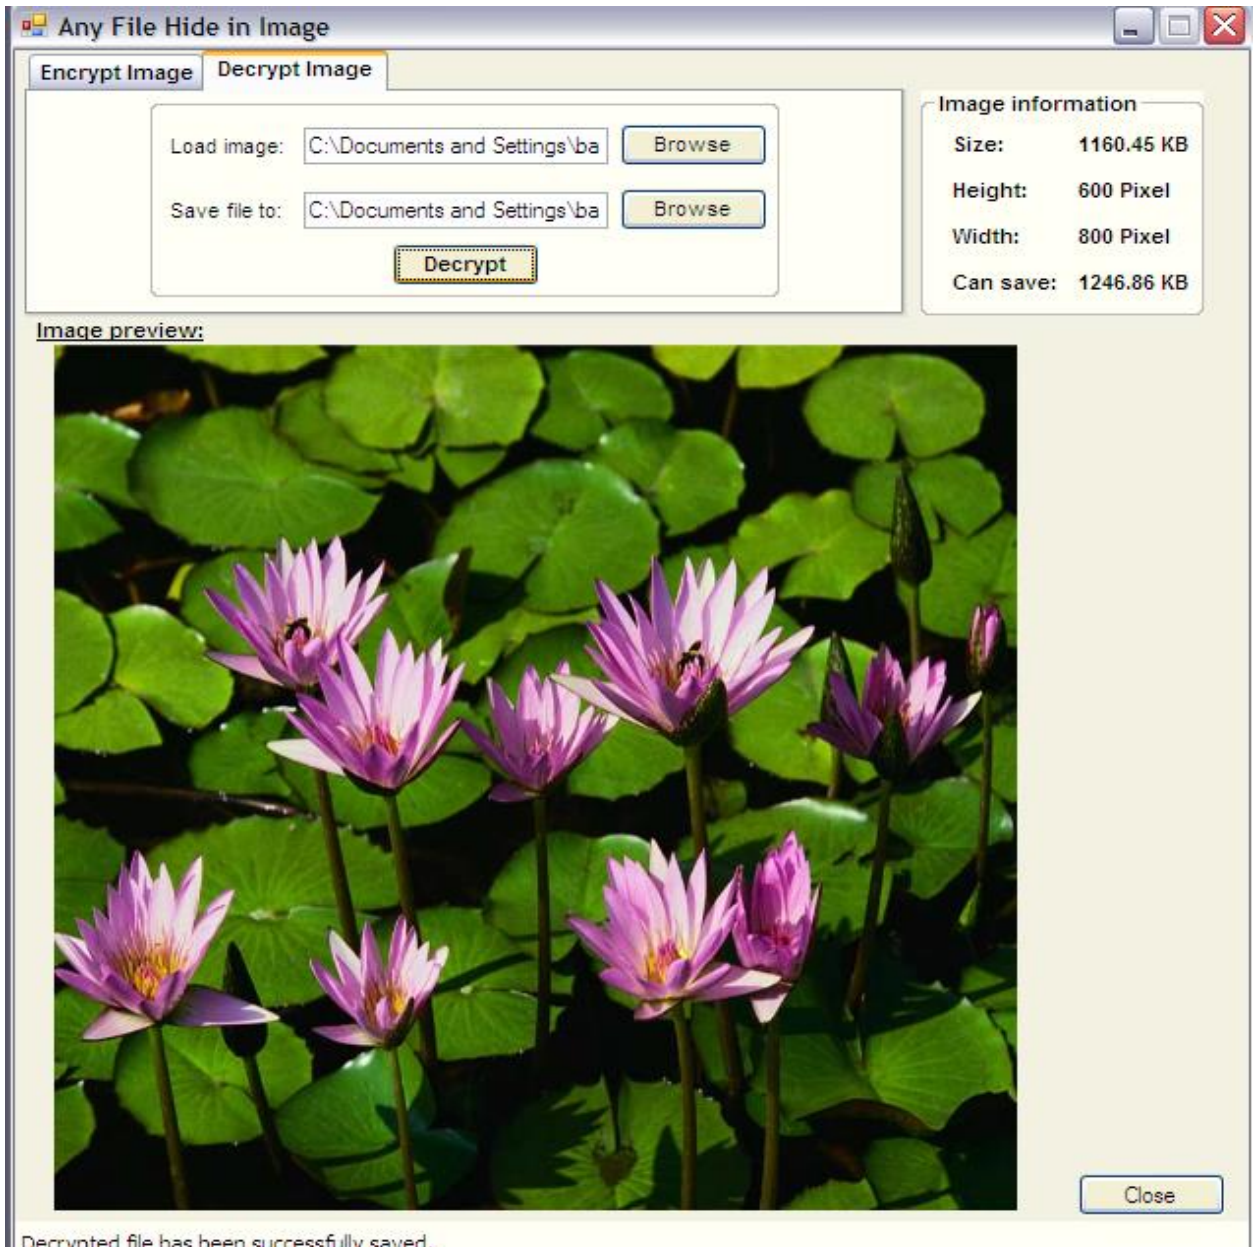 Any File Hide in Image
Encrypt Image Decrypt Image
Load image: C:\Documents and Settings\ba Browse
Save file to: C:\Documents and Settings\ba Browse
Decrypt
Image information
Size: 1160.45 KB
Height: 600 Pixel
Width: 800 Pixel
Can save: 1246.86 KB
Image preview:
Close
Decrypted file has been successfully saved...